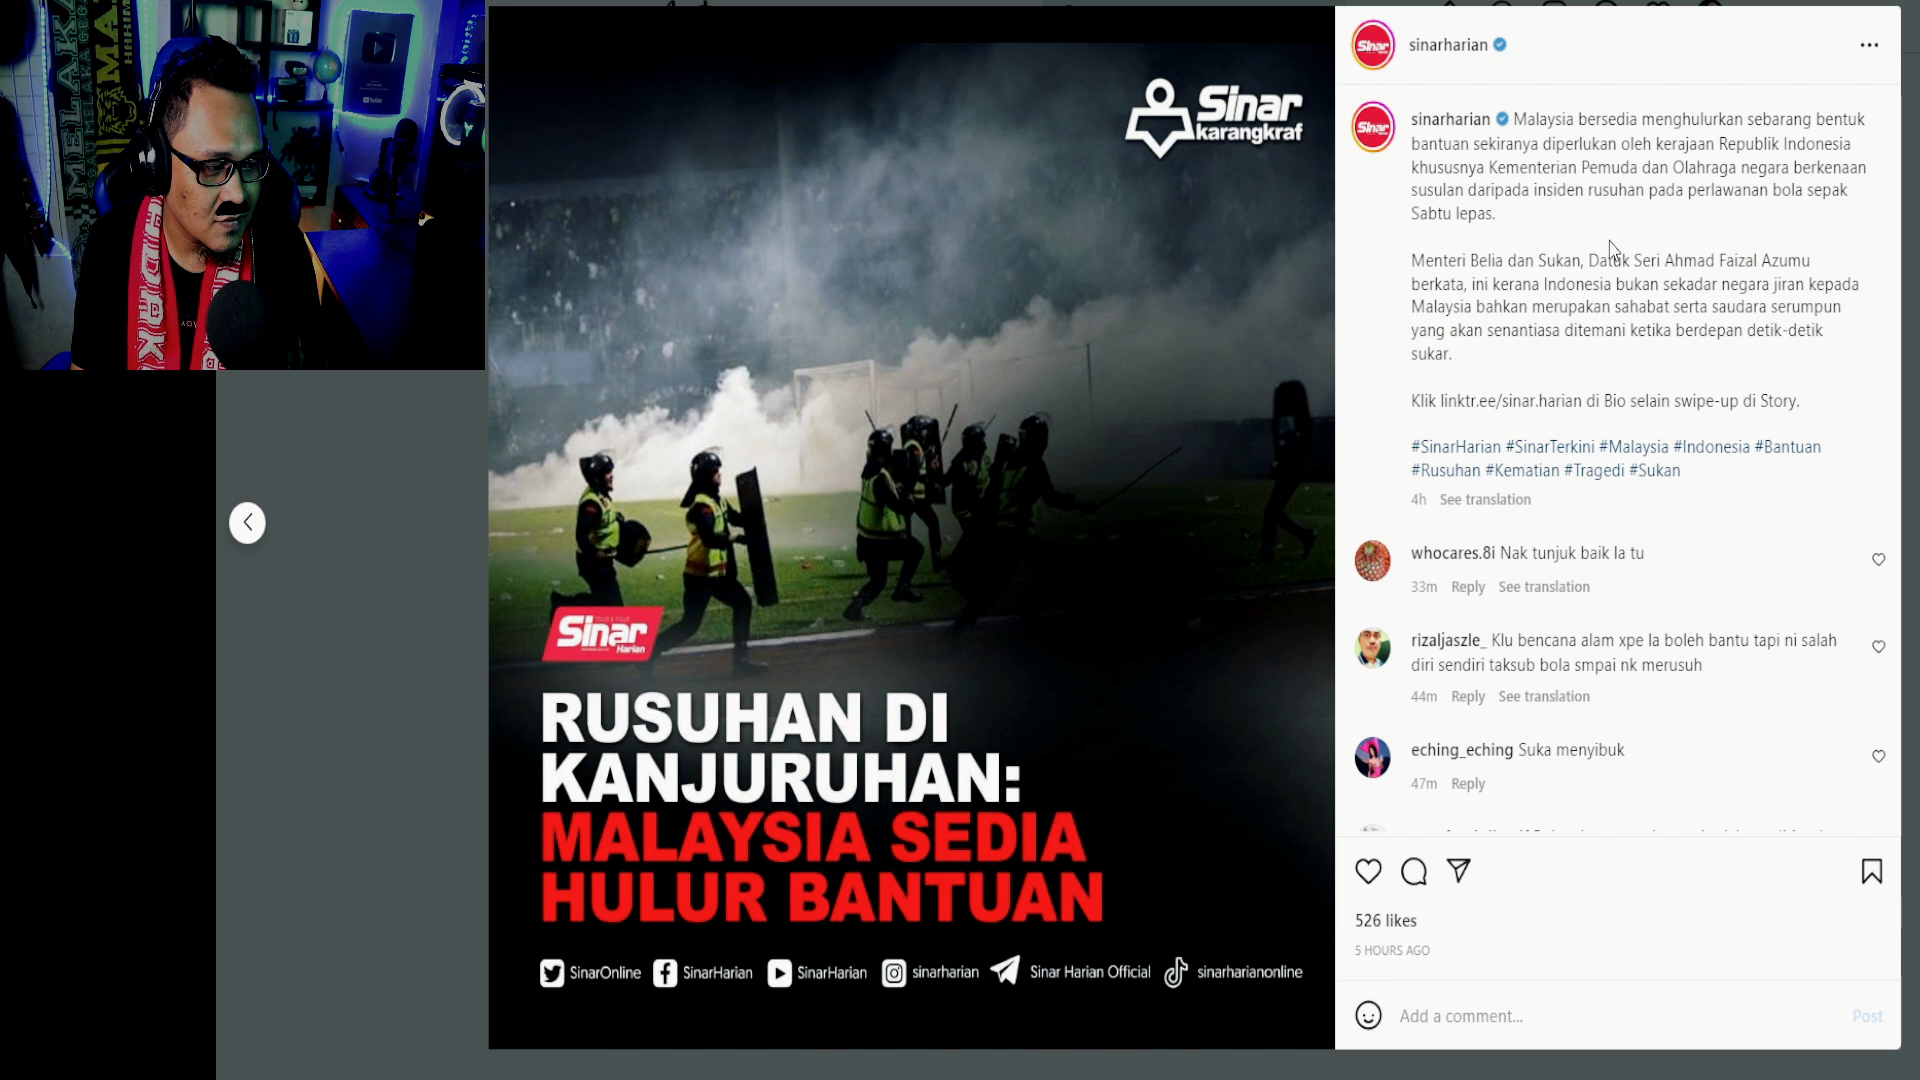 MELAKA
HARIM
YouTube
Sinar
karangkraf
Sinar
Harian
RUSUHAN DI
KANJURUHAN:
MALAYSIA SEDIA
HULUR BANTUAN
SinarOnline
SinarHarian
SinarHarian
sinarharian
Sinar Harian Official
sinarharianonline
Sinar
sinarharian
Sinar
sinarharian Malaysia bersedia menghulurkan sebarang bentuk
bantuan sekiranya diperlukan oleh kerajaan Republik Indonesia
khususnya Kementerian Pemuda dan Olahraga negara berkenaan
susulan daripada insiden rusuhan pada perlawanan bola sepak
Sabtu lepas.
Menteri Belia dan Sukan, Datuk Seri Ahmad Faizal Azumu
berkata, ini kerana Indonesia bukan sekadar negara jiran kepada
Malaysia bahkan merupakan sahabat serta saudara serumpun
yang akan senantiasa ditemani ketika berdepan detik-detik
sukar.
Klik linktr.ee/sinar.harian di Bio selain swipe-up di Story.
#SinarHarian #SinarTerkini #Malaysia #Indonesia #Bantuan
#Rusuhan #Kematian #Tragedi #Sukan
4h See translation
whocares.8i Nak tunjuk baik la tu
33m Reply See translation
rizaljaszle_ Klu bencana alam xpe la boleh bantu tapi ni salah
diri sendiri taksub bola smpai nk merusuh
44m Reply See translation
eching_eching Suka menyibuk
47m Reply
526 likes
5 HOURS AGO
Add a comment...
Post